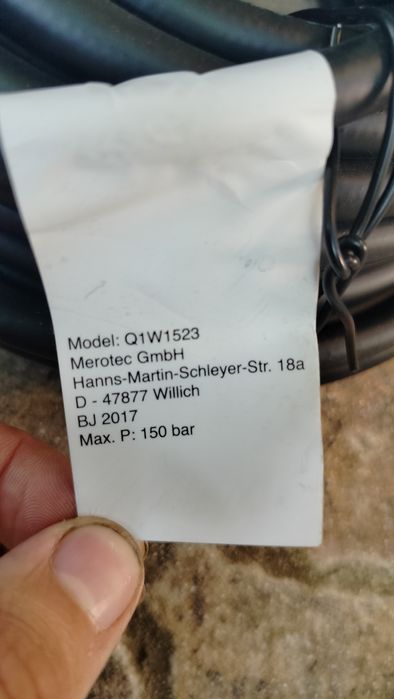 Model: Q1W1523
Merotec GmbH
Hanns-Martin-Schleyer-Str. 18a
D - 47877 Willich
BJ 2017
Max. P: 150 bar